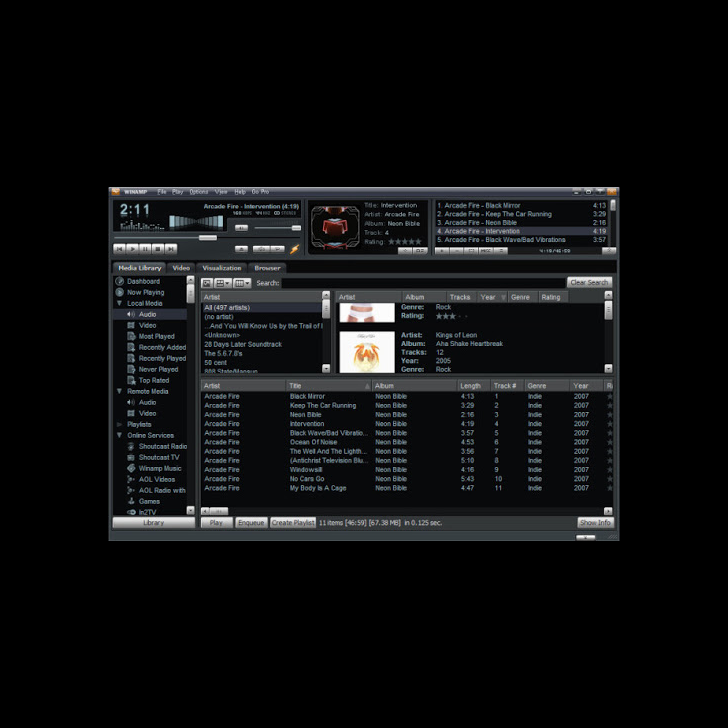 WINAMP File Play Options View Help Go Pro
2:11
Arcade Fire - Intervention (4:19)
160 KBPS 44 KHZ STEREO
Title: Intervention
Artist: Arcade Fire
Album: Neon Bible
Track: 4
Rating: ★★★★★
1. Arcade Fire - Black Mirror 4:13
2. Arcade Fire - Keep The Car Running 3:29
3. Arcade Fire - Neon Bible 2:16
4. Arcade Fire - Intervention 4:19
5. Arcade Fire - Black Wave/Bad Vibrations 3:57
4:19/46:59
Media Library Video Visualization Browser
Dashboard
Now Playing
Local Media
Audio
Video
Most Played
Recently Added
Recently Played
Never Played
Top Rated
Remote Media
Audio
Video
Playlists
Online Services
Shoutcast Radio
Shoutcast TV
Winamp Music
AOL Videos
AOL Radio with
Games
In2TV
Library
Search: Clear Search
Artist
All (497 artists)
(no artist)
...And You Will Know Us by the Trail of
<Unknown>
28 Days Later Soundtrack
The 5.6.7.8's
58 cent
Artist Album Tracks Year Genre Rating
Genre: Rock
Rating: ★★★
Artist: Kings of Leon
Album: Aha Shake Heartbreak
Tracks: 12
Year: 2005
Genre: Rock
Artist Title Album Length Track # Genre Year R
Arcade Fire Black Mirror Neon Bible 4:13 1 Indie 2007
Arcade Fire Keep The Car Running Neon Bible 3:29 2 Indie 2007
Arcade Fire Neon Bible Neon Bible 2:16 3 Indie 2007
Arcade Fire Intervention Neon Bible 4:19 4 Indie 2007
Arcade Fire Black Wave/Bad Vibratio... Neon Bible 3:57 5 Indie 2007
Arcade Fire Ocean Of Noise Neon Bible 4:53 6 Indie 2007
Arcade Fire The Well And The Lighth... Neon Bible 3:56 7 Indie 2007
Arcade Fire (Antichrist Television Blu... Neon Bible 5:10 8 Indie 2007
Arcade Fire Windowsill Neon Bible 4:16 9 Indie 2007
Arcade Fire No Cars Go Neon Bible 5:43 10 Indie 2007
Arcade Fire My Body Is A Cage Neon Bible 4:47 11 Indie 2007
Play Enqueue Create Playlist 11 items [46:59] [67.38 MB] in 0.125 sec. Show Info